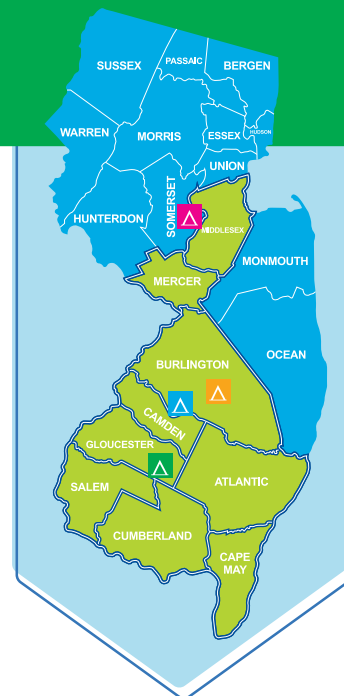 SUSSEX
PASSAIC
BERGEN
WARREN
MORRIS
ESSEX
HUDSON
UNION
HUNTERDON
SOMERSET
MIDDLESEX
MONMOUTH
MERCER
OCEAN
BURLINGTON
CAMDEN
GLOUCESTER
SALEM
ATLANTIC
CUMBERLAND
CAPE
MAY